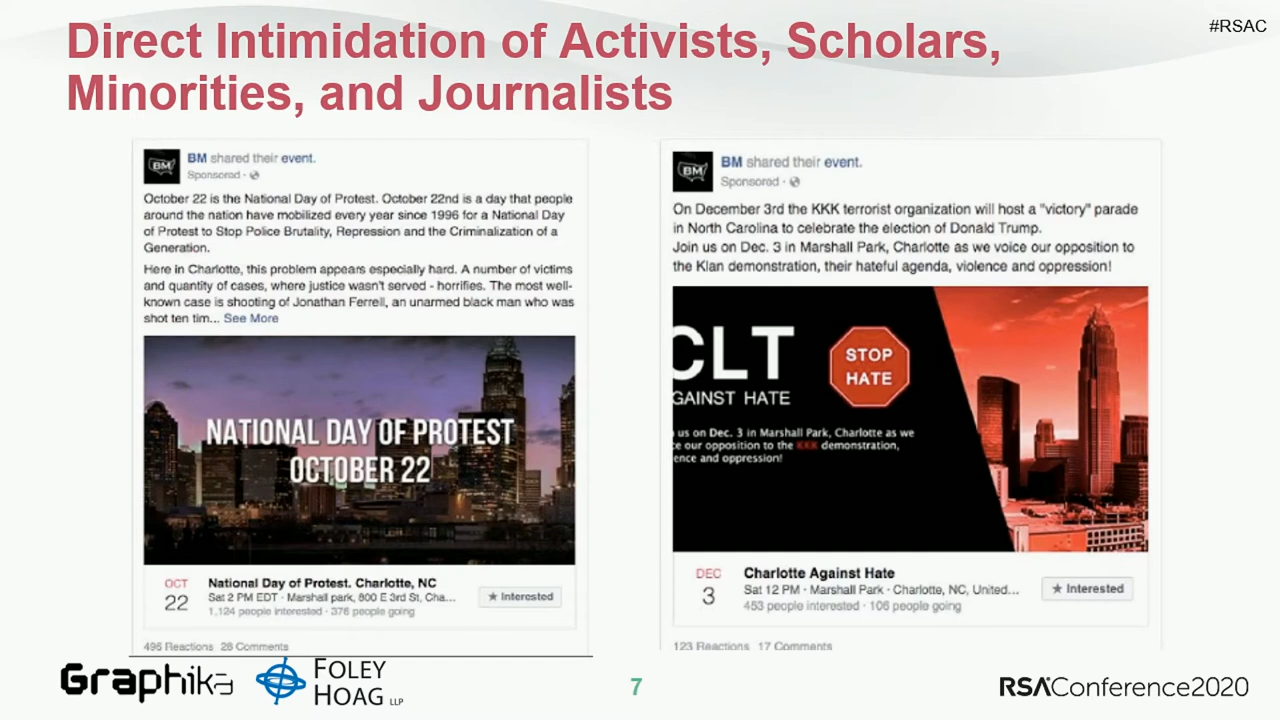 #RSAC
Direct Intimidation of Activists, Scholars,
Minorities, and Journalists
BM
BM shared their event.
Sponsored ·
October 22 is the National Day of Protest. October 22nd is a day that people
around the nation have mobilized every year since 1996 for a National Day
of Protest to Stop Police Brutality, Repression and the Criminalization of a
Generation.
Here in Charlotte, this problem appears especially hard. A number of victims
and quantity of cases, where justice wasn't served - horrifies. The most well-
known case is shooting of Jonathan Ferrell, an unarmed black man who was
shot ten tim... See More
NATIONAL DAY OF PROTEST
OCTOBER 22
OCT
22
National Day of Protest. Charlotte, NC
Sat 2 PM EDT · Marshall park, 800 E 3rd St, Cha...
1,124 people interested · 376 people going
★ Interested
496 Reactions 28 Comments
BM
BM shared their event.
Sponsored ·
On December 3rd the KKK terrorist organization will host a "victory" parade
in North Carolina to celebrate the election of Donald Trump.
Join us on Dec. 3 in Marshall Park, Charlotte as we voice our opposition to
the Klan demonstration, their hateful agenda, violence and oppression!
CLT
GAINST HATE
STOP
HATE
us on Dec. 3 in Marshall Park, Charlotte as we
ce our opposition to the KKK demonstration,
ence and oppression!
DEC
3
Charlotte Against Hate
Sat 12 PM · Marshall Park · Charlotte, NC, United...
453 people interested · 106 people going
★ Interested
123 Reactions 17 Comments
Graphika
FOLEY
HOAG LLP
7
RSAConference2020